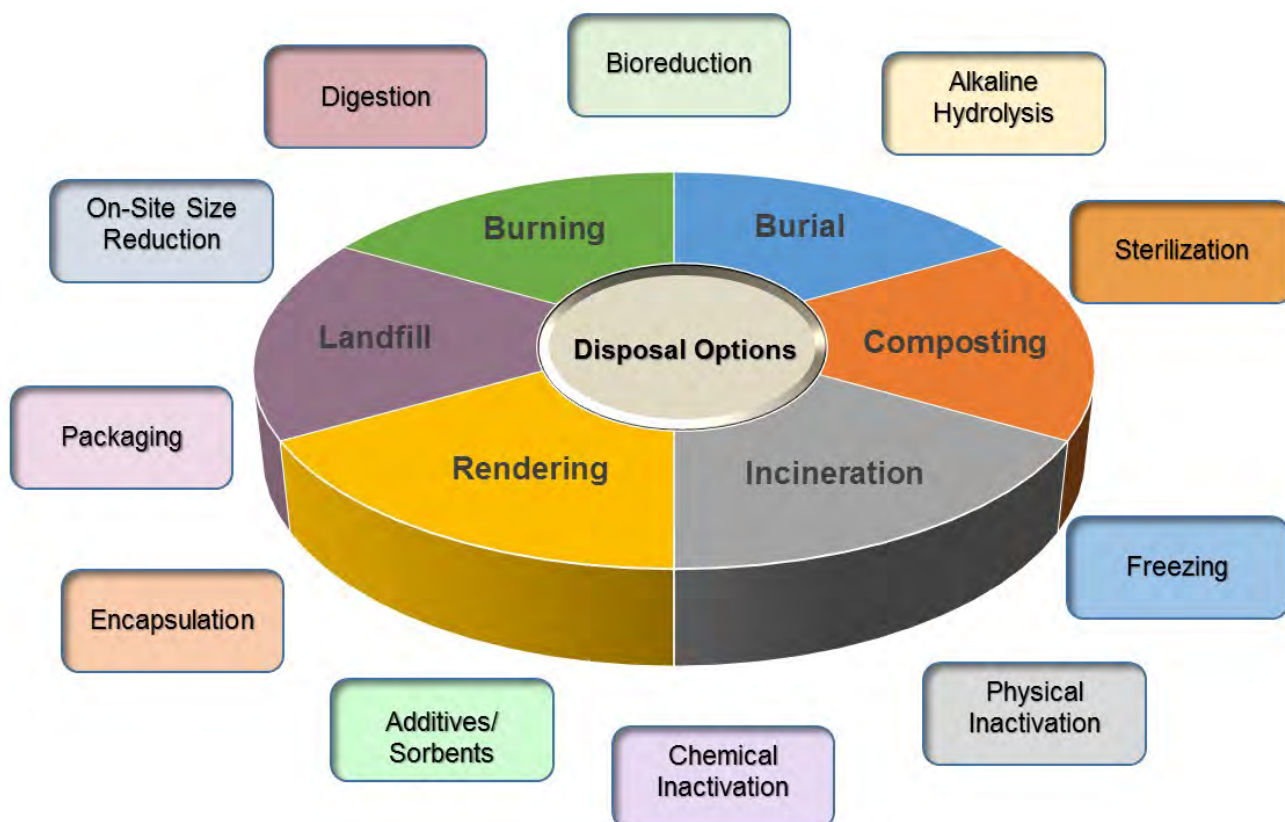 Bioreduction
Digestion
Alkaline
Hydrolysis
On-Site Size
Reduction
Burning
Burial
Sterilization
Landfill
Disposal Options
Composting
Packaging
Rendering
Incineration
Freezing
Encapsulation
Physical
Inactivation
Additives/
Sorbents
Chemical
Inactivation